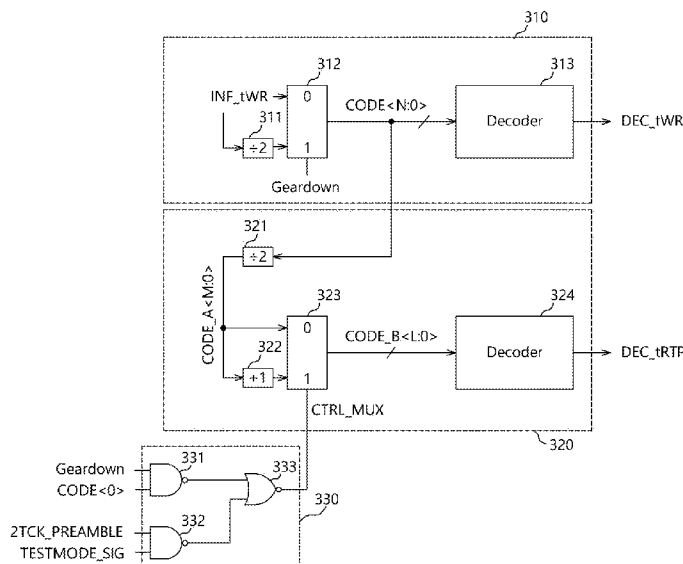 310
312
313
INF_tWR
0
311
÷2
1
Geardown
CODE<N:0>
Decoder
DEC_tWR
321
÷2
CODE_A<M:0>
323
324
0
322
+1
1
CODE_B<L:0>
Decoder
DEC_tRTP
CTRL_MUX
320
Geardown
CODE<0>
331
333
330
2TCK_PREAMBLE
TESTMODE_SIG
332